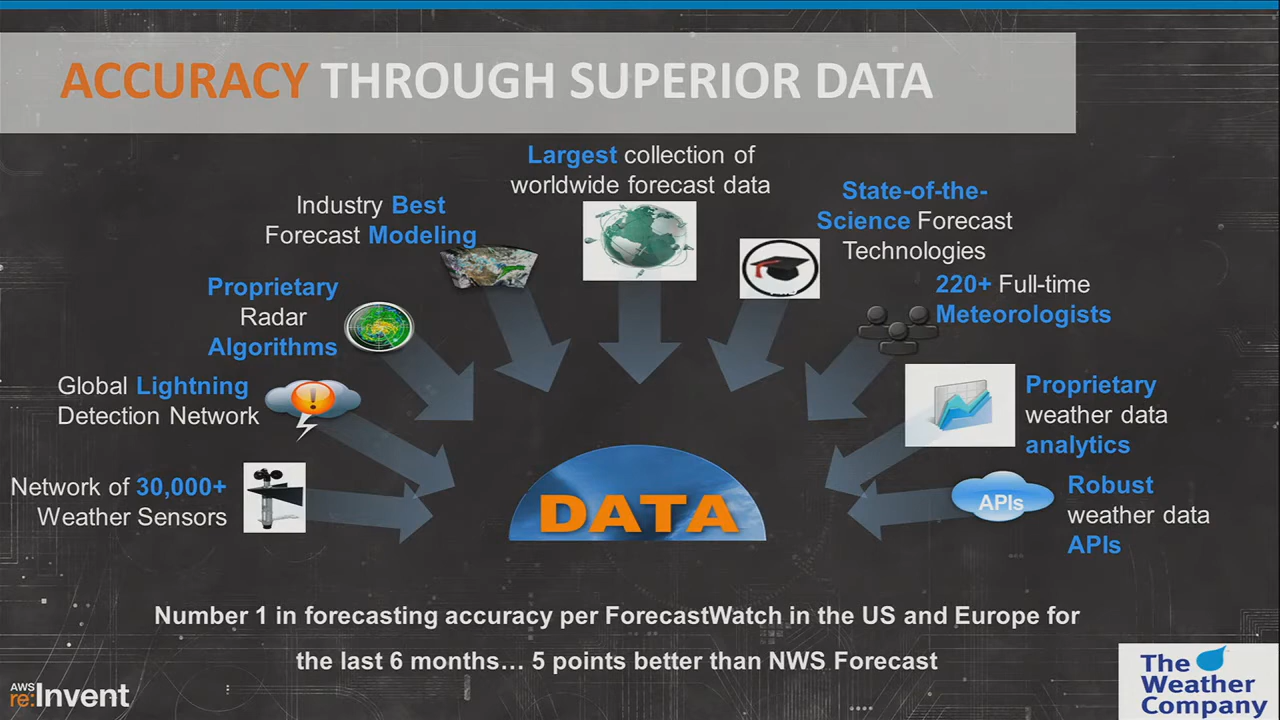 ACCURACY THROUGH SUPERIOR DATA
Largest collection of
worldwide forecast data
Industry Best
Forecast Modeling
State-of-the-
Science Forecast
Technologies
Proprietary
Radar
Algorithms
220+ Full-time
Meteorologists
Global Lightning
Detection Network
Proprietary
weather data
analytics
Network of 30,000+
Weather Sensors
APIs
Robust
weather data
APIs
DATA
Number 1 in forecasting accuracy per ForecastWatch in the US and Europe for
the last 6 months... 5 points better than NWS Forecast
AWS
re:Invent
The
Weather
Company